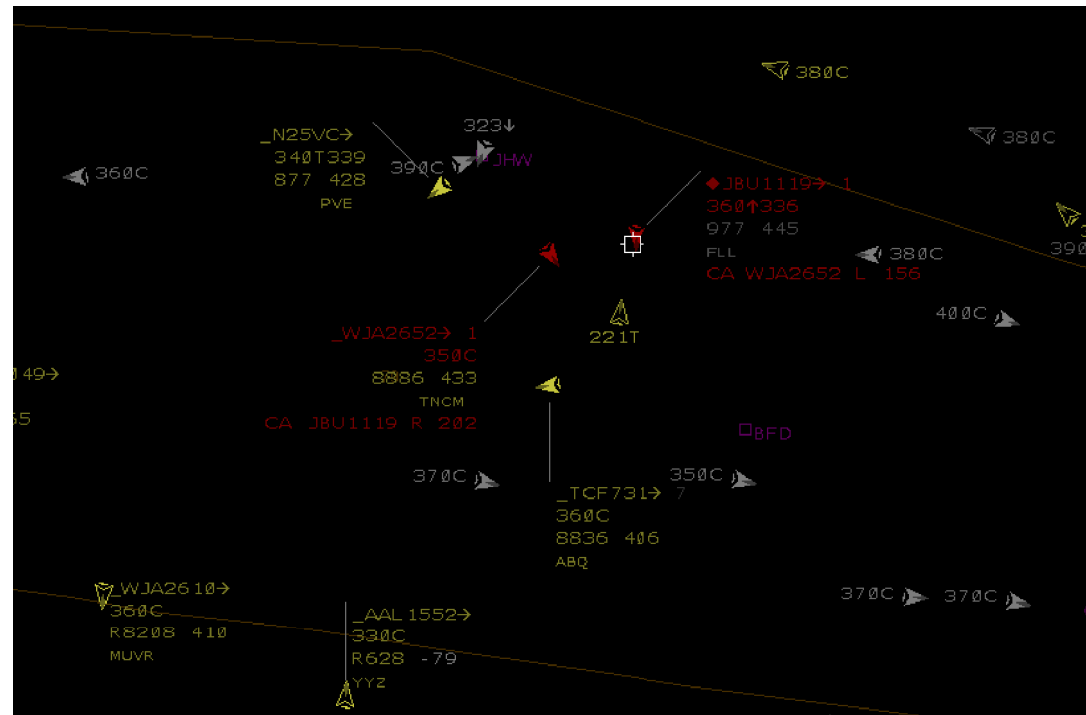 380C
380C
323↓
_N25VC→
340T339
877 428
PVE
390C
JHW
360C
◆JBU1119→ 1
360↑336
977 445
FLL
CA WJA2652 L 156
380C
390
400C
221T
_WJA2652→ 1
350C
8886 433
TNCM
CA JBU1119 R 202
49→
65
BFD
370C
350C
_TCF731→ 7
360C
8836 406
ABQ
_WJA2610→
360C
R8208 410
MUVR
370C
370C
_AAL1552→
330C
R628 -79
YYZ